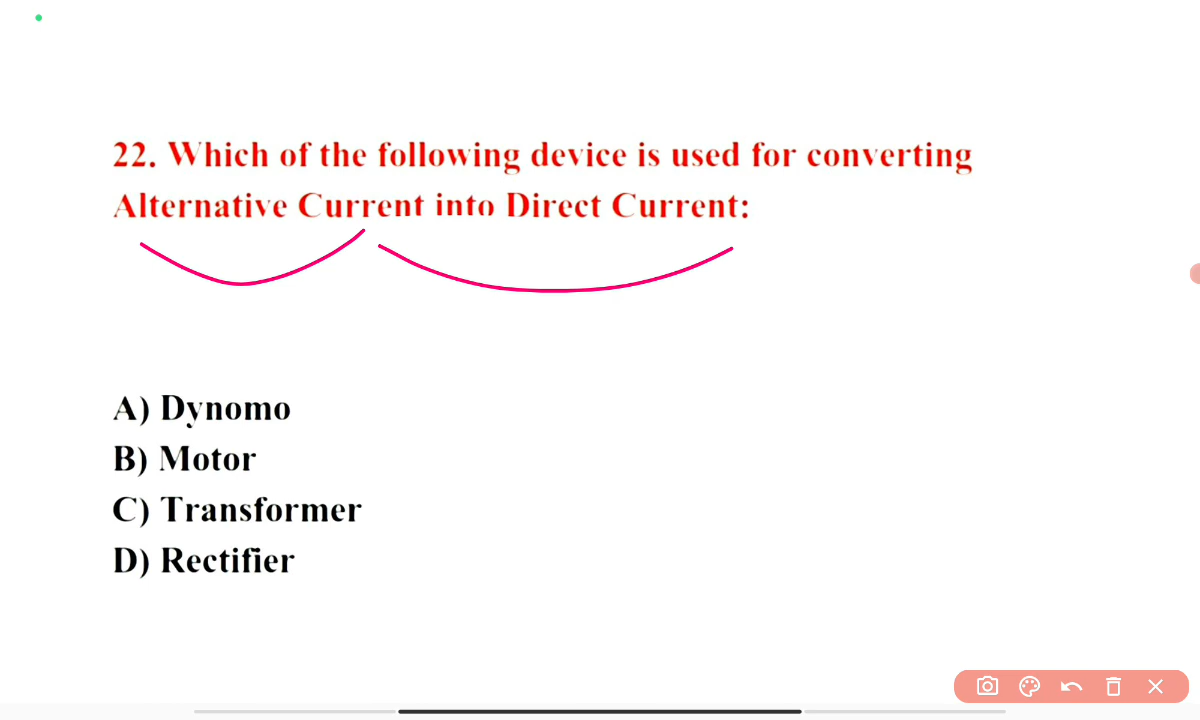 22. Which of the following device is used for converting
Alternative Current into Direct Current:
A) Dynomo
B) Motor
C) Transformer
D) Rectifier